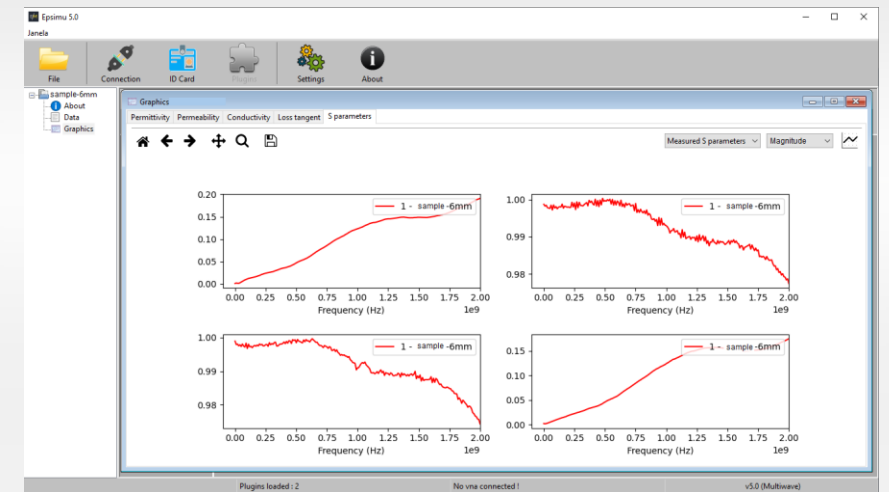 Epsimu 5.0
Janela
File Connection ID Card Plugins Settings About
sample-6mm
About
Data
Graphics
Graphics
Permittivity Permeability Conductivity Loss tangent S parameters
Measured S parameters Magnitude
0.20
0.15
0.10
0.05
0.00
1 - sample -6mm
0.00 0.25 0.50 0.75 1.00 1.25 1.50 1.75 2.00
Frequency (Hz) 1e9
1.00
0.99
0.98
1 - sample -6mm
0.00 0.25 0.50 0.75 1.00 1.25 1.50 1.75 2.00
Frequency (Hz) 1e9
1.00
0.99
0.98
1 - sample -6mm
0.00 0.25 0.50 0.75 1.00 1.25 1.50 1.75 2.00
Frequency (Hz) 1e9
0.15
0.10
0.05
0.00
1 - sample -6mm
0.00 0.25 0.50 0.75 1.00 1.25 1.50 1.75 2.00
Frequency (Hz) 1e9
Plugins loaded : 2 No vna connected ! v5.0 (Multiwave)